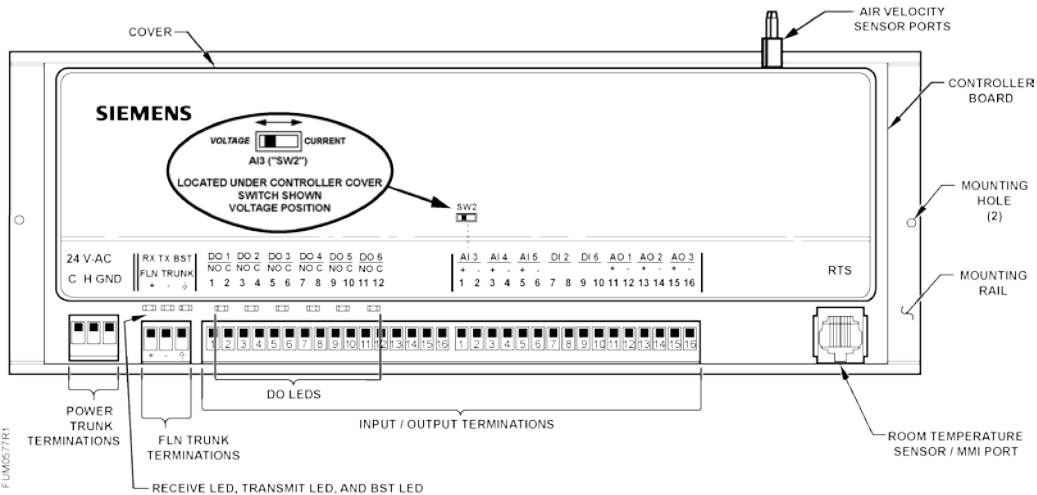 COVER
AIR VELOCITY
SENSOR PORTS
CONTROLLER
BOARD
SIEMENS
VOLTAGE CURRENT
AI3 ("SW2")
LOCATED UNDER CONTROLLER COVER
SWITCH SHOWN
VOLTAGE POSITION
SW2
MOUNTING
HOLE
(2)
24 V-AC
C H GND
RX TX BST
FLN TRUNK
+ -
DO 1 DO 2 DO 3 DO 4 DO 5 DO 6
NO C NO C NO C NO C NO C NO C
1 2 3 4 5 6 7 8 9 10 11 12
AI 3 AI 4 AI 5 DI 2 DI 6 AO 1 AO 2 AO 3
+ - + - + - + - + - + -
1 2 3 4 5 6 7 8 9 10 11 12 13 14 15 16
RTS
MOUNTING
RAIL
+ -
1 2 3 4 5 6 7 8 9 10 11 12 13 14 15 16
1 2 3 4 5 6 7 8 9 10 11 12 13 14 15 16
DO LEDS
POWER
TRUNK
TERMINATIONS
FLN TRUNK
TERMINATIONS
INPUT / OUTPUT TERMINATIONS
ROOM TEMPERATURE
SENSOR / MMI PORT
RECEIVE LED, TRANSMIT LED, AND BST LED
FUM0577R1